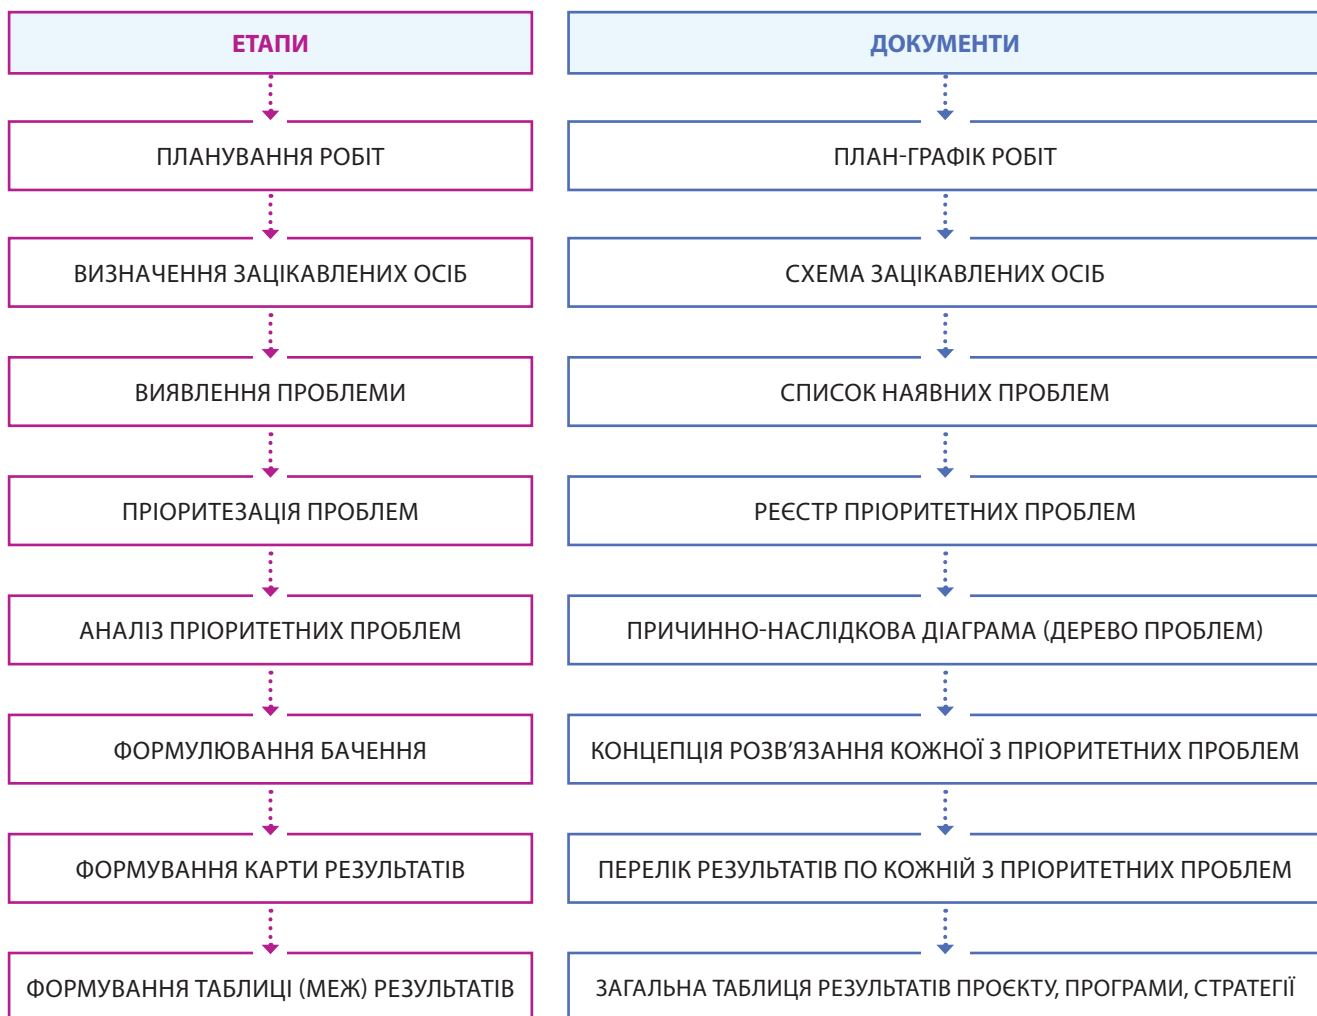 ЕТАПИ
ДОКУМЕНТИ
ПЛАНУВАННЯ РОБІТ
ПЛАН-ГРАФІК РОБІТ
ВИЗНАЧЕННЯ ЗАЦІКАВЛЕНИХ ОСІБ
СХЕМА ЗАЦІКАВЛЕНИХ ОСІБ
ВИЯВЛЕННЯ ПРОБЛЕМИ
СПИСОК НАЯВНИХ ПРОБЛЕМ
ПРІОРИТЕЗАЦІЯ ПРОБЛЕМ
РЕЄСТР ПРІОРИТЕТНИХ ПРОБЛЕМ
АНАЛІЗ ПРІОРИТЕТНИХ ПРОБЛЕМ
ПРИЧИННО-НАСЛІДКОВА ДІАГРАМА (ДЕРЕВО ПРОБЛЕМ)
ФОРМУЛЮВАННЯ БАЧЕННЯ
КОНЦЕПЦІЯ РОЗВ'ЯЗАННЯ КОЖНОЇ З ПРІОРИТЕТНИХ ПРОБЛЕМ
ФОРМУВАННЯ КАРТИ РЕЗУЛЬТАТІВ
ПЕРЕЛІК РЕЗУЛЬТАТІВ ПО КОЖНІЙ З ПРІОРИТЕТНИХ ПРОБЛЕМ
ФОРМУВАННЯ ТАБЛИЦІ (МЕЖ) РЕЗУЛЬТАТІВ
ЗАГАЛЬНА ТАБЛИЦЯ РЕЗУЛЬТАТІВ ПРОЄКТУ, ПРОГРАМИ, СТРАТЕГІЇ